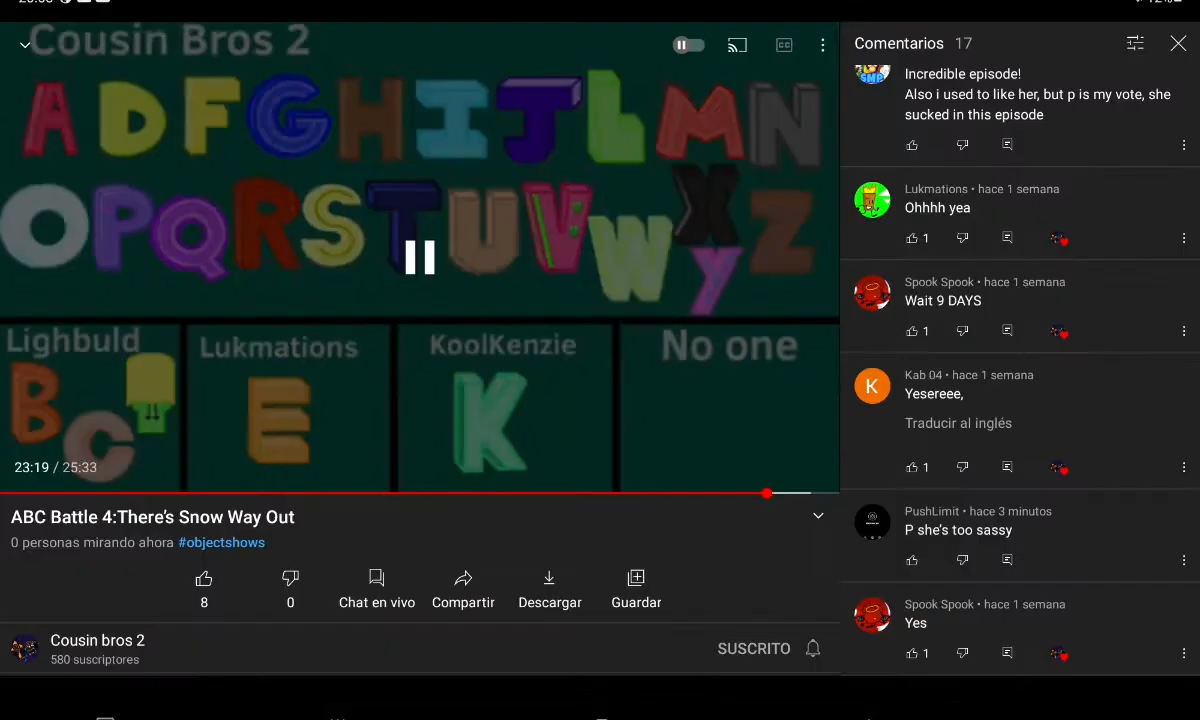 Cousin Bros 2
A D F G H I J L M N
O P Q R S T U V W X Y Z
Lighbuld
Lukmations
KoolKenzie
No one
B C
E
K
23:19 / 25:33
ABC Battle 4:There's Snow Way Out
0 personas mirando ahora #objectshows
8
0
Chat en vivo
Compartir
Descargar
Guardar
Cousin bros 2
580 suscriptores
SUSCRITO
Comentarios 17
Incredible episode!
Also i used to like her, but p is my vote, she
sucked in this episode
Lukmations • hace 1 semana
Ohhhh yea
1
Spook Spook • hace 1 semana
Wait 9 DAYS
1
Kab 04 • hace 1 semana
K
Yesereee,
Traducir al inglés
1
PushLimit • hace 3 minutos
P she's too sassy
Spook Spook • hace 1 semana
Yes
1